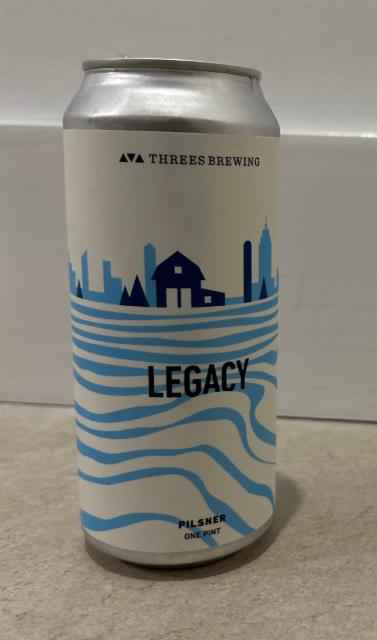 THREES BREWING
LEGACY
PILSNER
ONE PINT